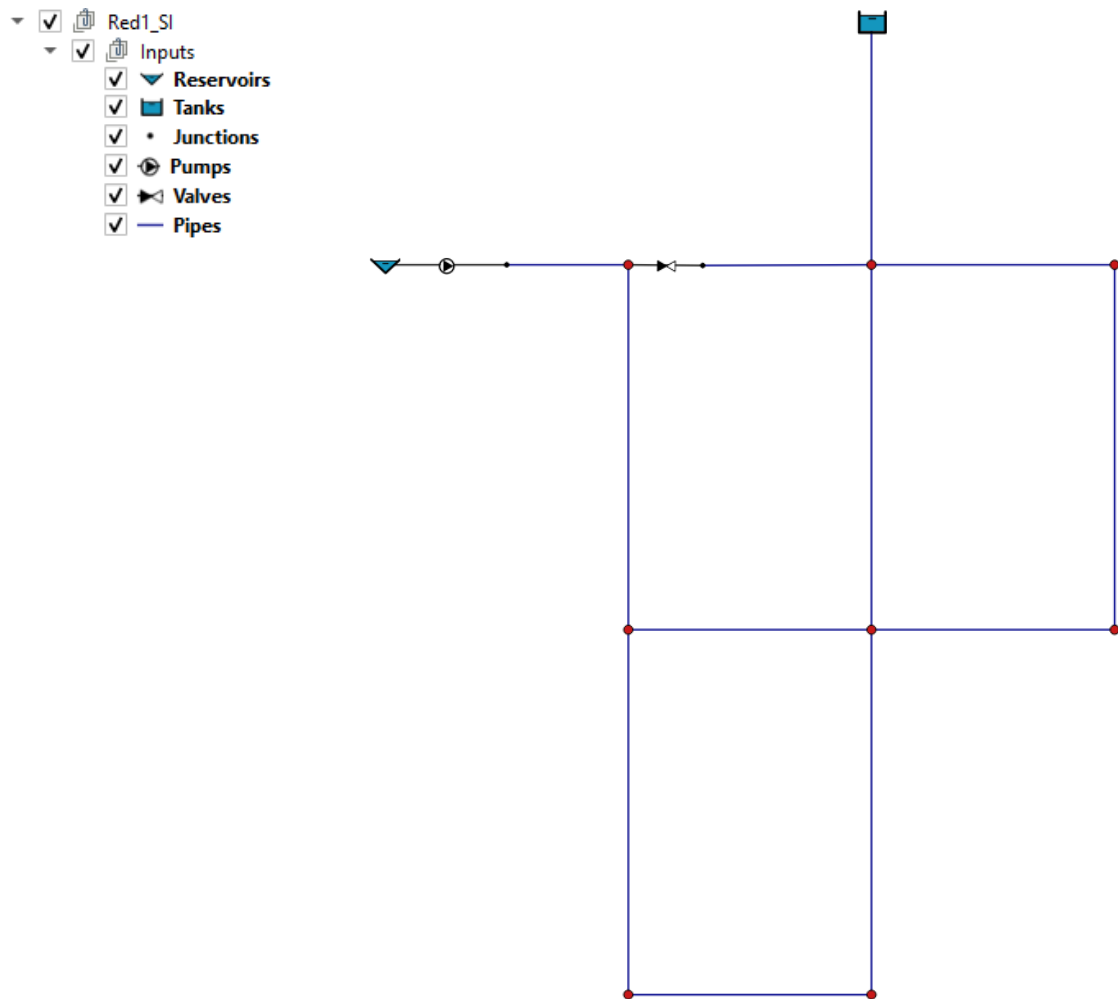 Red1_SI
Inputs
Reservoirs
Tanks
Junctions
Pumps
Valves
Pipes